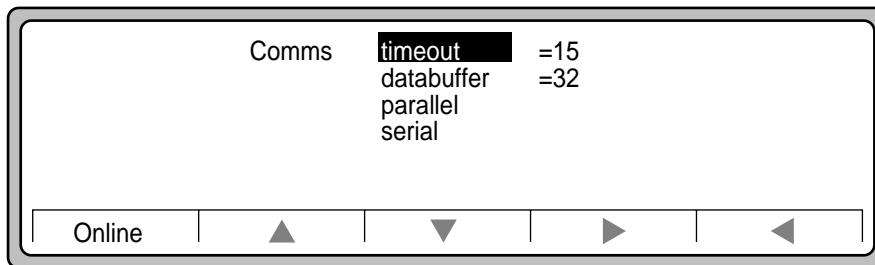 Comms timeout =15
databuffer =32
parallel
serial
Online